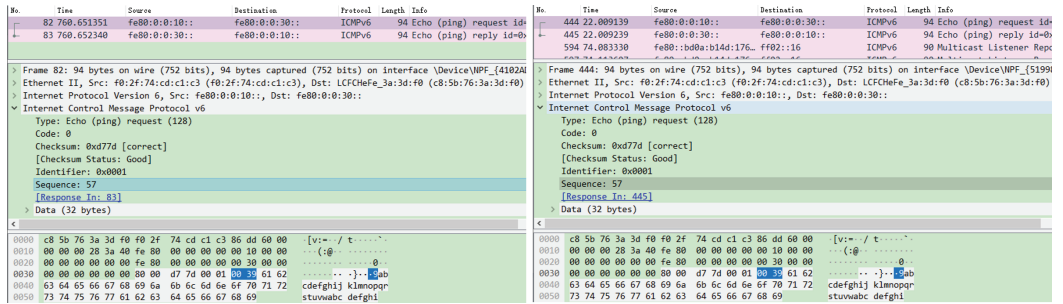 No. Time Source Destination Protocol Length Info
82 760.651351 fe80:0:0:10:: fe80:0:0:30:: ICMPv6 94 Echo (ping) request id=
83 760.652340 fe80:0:0:30:: fe80:0:0:10:: ICMPv6 94 Echo (ping) reply id=0x
Frame 82: 94 bytes on wire (752 bits), 94 bytes captured (752 bits) on interface \Device\NPF_{4102A
Ethernet II, Src: f0:2f:74:cd:c1:c3 (f0:2f:74:cd:c1:c3), Dst: LCFCHeFe_3a:3d:f0 (c8:5b:76:3a:3d:f0)
Internet Protocol Version 6, Src: fe80:0:0:10::, Dst: fe80:0:0:30::
Internet Control Message Protocol v6
Type: Echo (ping) request (128)
Code: 0
Checksum: 0xd77d [correct]
[Checksum Status: Good]
Identifier: 0x0001
Sequence: 57
[Response In: 83]
Data (32 bytes)
0000 c8 5b 76 3a 3d f0 f0 2f 74 cd c1 c3 86 dd 60 00 ·[v:=··/ t·····`·
0010 00 00 00 28 3a 40 fe 80 00 00 00 00 00 10 00 00 ···(:@·· ········
0020 00 00 00 00 00 00 fe 80 00 00 00 00 00 30 00 00 ········ ·····0··
0030 00 00 00 00 00 00 80 00 d7 7d 00 01 00 39 61 62 ········ ·}···9ab
0040 63 64 65 66 67 68 69 6a 6b 6c 6d 6e 6f 70 71 72 cdefghij klmnopqr
0050 73 74 75 76 77 61 62 63 64 65 66 67 68 69 stuvwabc defghi
No. Time Source Destination Protocol Length Info
444 22.009139 fe80:0:0:10:: fe80:0:0:30:: ICMPv6 94 Echo (ping) request id=
445 22.009239 fe80:0:0:30:: fe80:0:0:10:: ICMPv6 94 Echo (ping) reply id=0x
594 74.083330 fe80::bd0a:b14d:176… ff02::16 ICMPv6 90 Multicast Listener Repo
Frame 444: 94 bytes on wire (752 bits), 94 bytes captured (752 bits) on interface \Device\NPF_{5199
Ethernet II, Src: f0:2f:74:cd:c1:c3 (f0:2f:74:cd:c1:c3), Dst: LCFCHeFe_3a:3d:f0 (c8:5b:76:3a:3d:f0)
Internet Protocol Version 6, Src: fe80:0:0:10::, Dst: fe80:0:0:30::
Internet Control Message Protocol v6
Type: Echo (ping) request (128)
Code: 0
Checksum: 0xd77d [correct]
[Checksum Status: Good]
Identifier: 0x0001
Sequence: 57
[Response In: 445]
Data (32 bytes)
0000 c8 5b 76 3a 3d f0 f0 2f 74 cd c1 c3 86 dd 60 00 ·[v:=··/ t·····`·
0010 00 00 00 28 3a 40 fe 80 00 00 00 00 00 10 00 00 ···(:@·· ········
0020 00 00 00 00 00 00 fe 80 00 00 00 00 00 30 00 00 ········ ·····0··
0030 00 00 00 00 00 00 80 00 d7 7d 00 01 00 39 61 62 ········ ·}···9ab
0040 63 64 65 66 67 68 69 6a 6b 6c 6d 6e 6f 70 71 72 cdefghij klmnopqr
0050 73 74 75 76 77 61 62 63 64 65 66 67 68 69 stuvwabc defghi